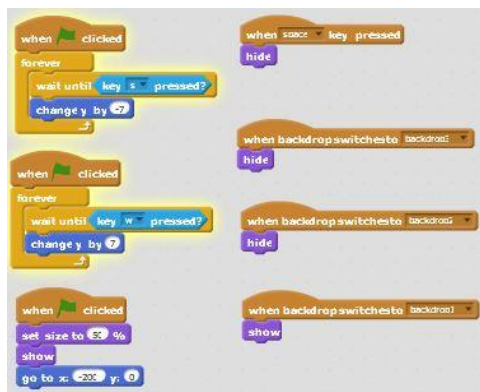 when clicked
forever
wait until key s pressed?
change y by -7
when clicked
forever
wait until key w pressed?
change y by 7
when clicked
set size to 50 %
show
go to x: -200 y: 0
when space key pressed
hide
when backdrop switches to
hide
when backdrop switches to
hide
when backdrop switches to backdrop1
show